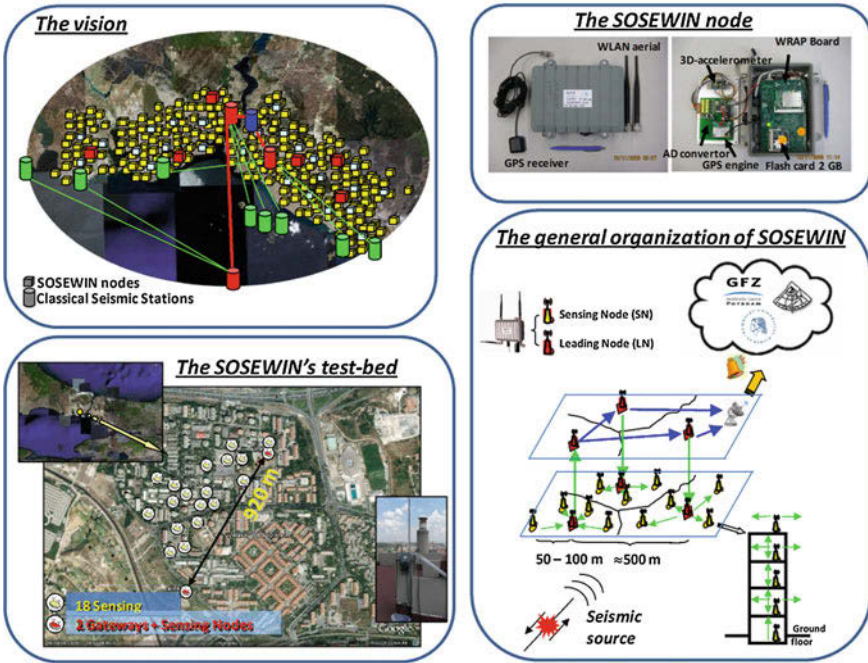 The vision
SOSEWIN nodes
Classical Seismic Stations
The SOSEWIN node
WLAN aerial
GPS receiver
3D-accelerometer
WRAP Board
AD convertor
GPS engine
Flash card 2 GB
The SOSEWIN's test-bed
920 m
18 Sensing
2 Gateways + Sensing Nodes
Google
The general organization of SOSEWIN
Sensing Node (SN)
Leading Node (LN)
GFZ
POTSDAM
50 – 100 m ≈500 m
Seismic
source
Ground
floor